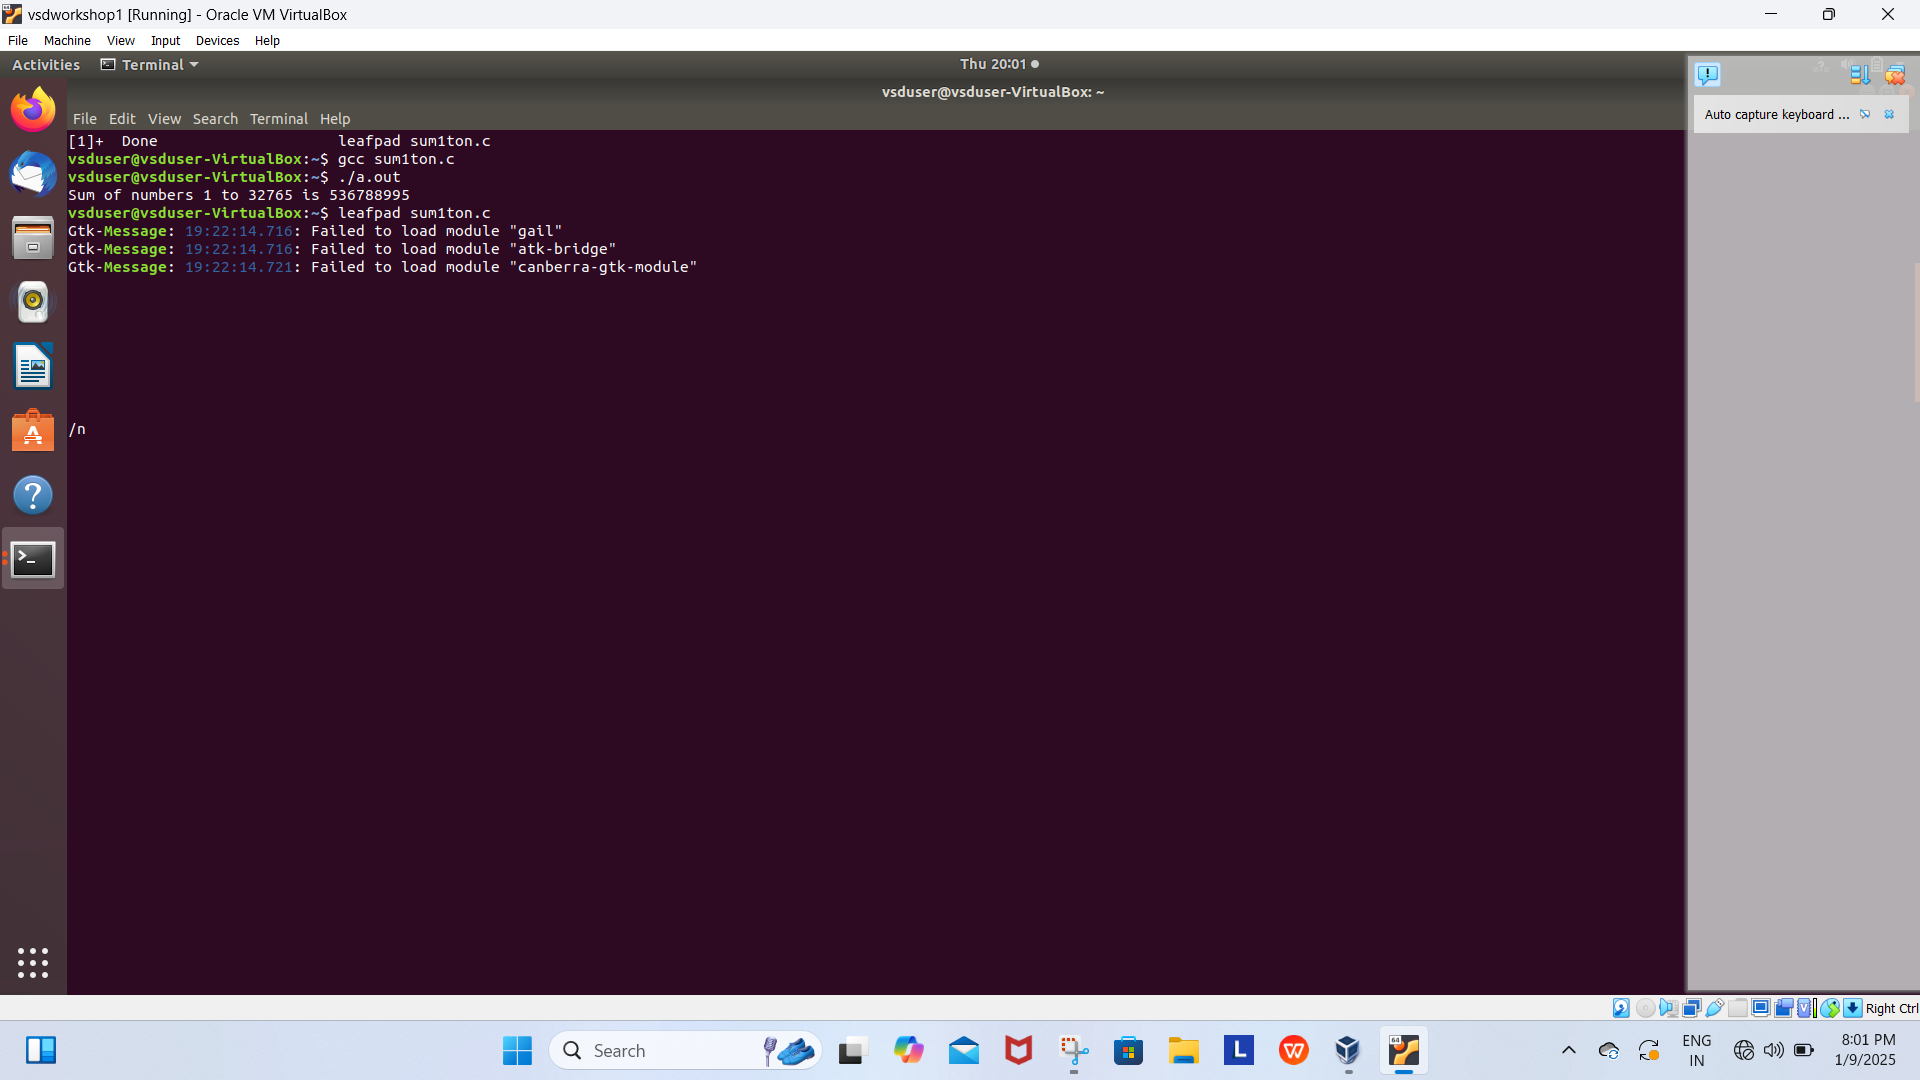 vsdworkshop1 [Running] - Oracle VM VirtualBox
File Machine View Input Devices Help
Activities Terminal Thu 20:01
vsduser@vsduser-VirtualBox: ~
File Edit View Search Terminal Help
Auto capture keyboard ...
[1]+  Done                    leafpad sum1ton.c
vsduser@vsduser-VirtualBox:~$ gcc sum1ton.c
vsduser@vsduser-VirtualBox:~$ ./a.out
Sum of numbers 1 to 32765 is 536788995
vsduser@vsduser-VirtualBox:~$ leafpad sum1ton.c
Gtk-Message: 19:22:14.716: Failed to load module "gail"
Gtk-Message: 19:22:14.716: Failed to load module "atk-bridge"
Gtk-Message: 19:22:14.721: Failed to load module "canberra-gtk-module"
/n
Right Ctrl
Search
L
W
64
ENG
IN
8:01 PM
1/9/2025